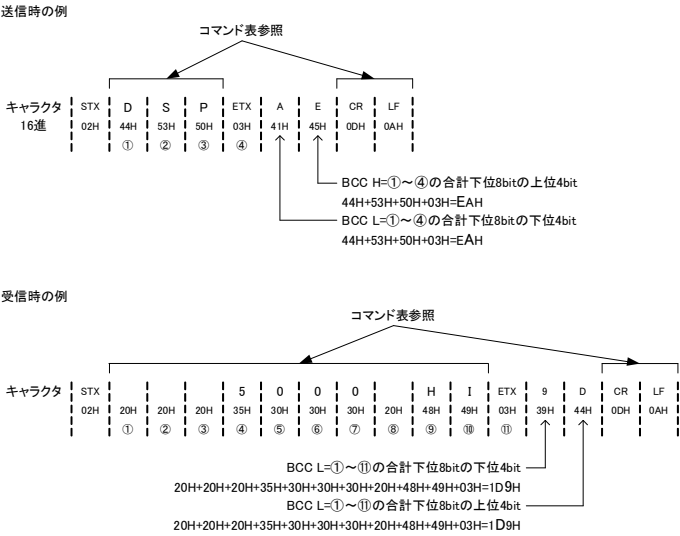 送信時の例
コマンド表参照
キャラクタ STX D S P ETX A E CR LF
16進 02H 44H 53H 50H 03H 41H 45H 0DH 0AH
① ② ③ ④
BCC H=①～④の合計下位8bitの上位4bit
44H+53H+50H+03H=EAH
BCC L=①～④の合計下位8bitの下位4bit
44H+53H+50H+03H=EAH
受信時の例
コマンド表参照
キャラクタ STX 5 0 0 0 H I ETX 9 D CR LF
02H 20H 20H 20H 35H 30H 30H 30H 20H 48H 49H 03H 39H 44H 0DH 0AH
① ② ③ ④ ⑤ ⑥ ⑦ ⑧ ⑨ ⑩ ⑪
BCC L=①～⑪の合計下位8bitの下位4bit
20H+20H+20H+35H+30H+30H+30H+20H+48H+49H+03H=1D9H
BCC L=①～⑪の合計下位8bitの上位4bit
20H+20H+20H+35H+30H+30H+30H+20H+48H+49H+03H=1D9H